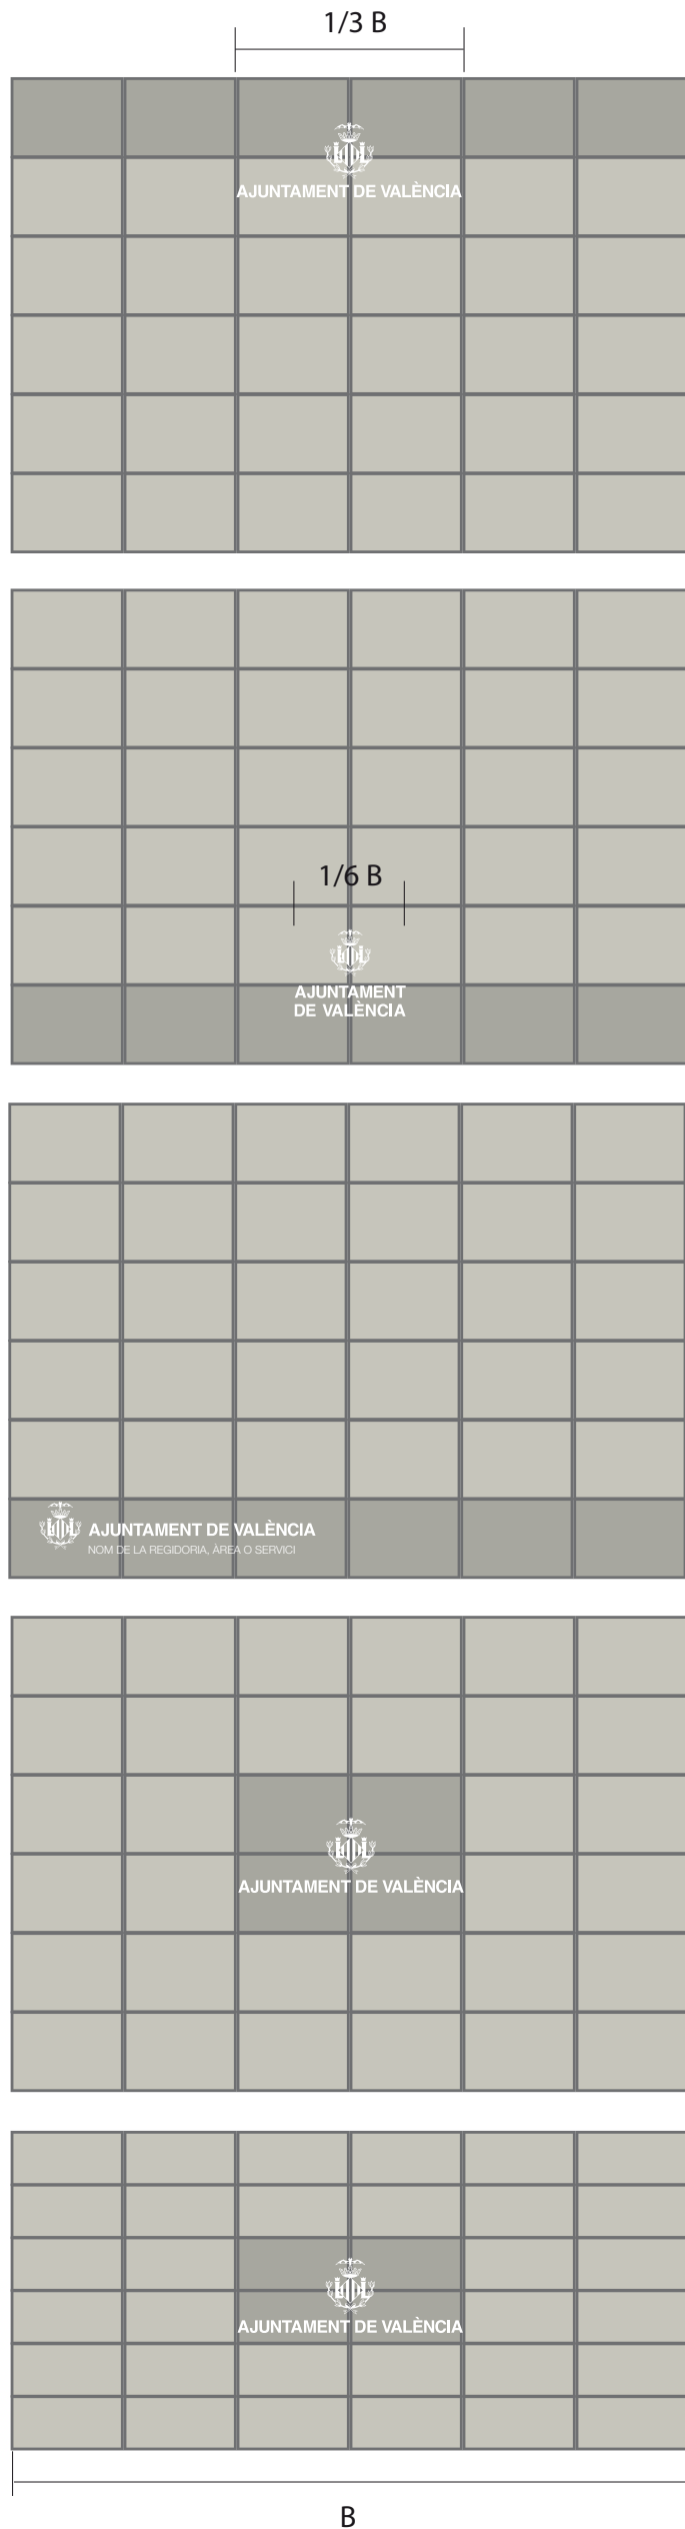 1/3 B
AJUNTAMENT DE VALÈNCIA
1/6 B
AJUNTAMENT
DE VALÈNCIA
AJUNTAMENT DE VALÈNCIA
NOM DE LA REGIDORIA, ÀREA O SERVICI
AJUNTAMENT DE VALÈNCIA
AJUNTAMENT DE VALÈNCIA
B